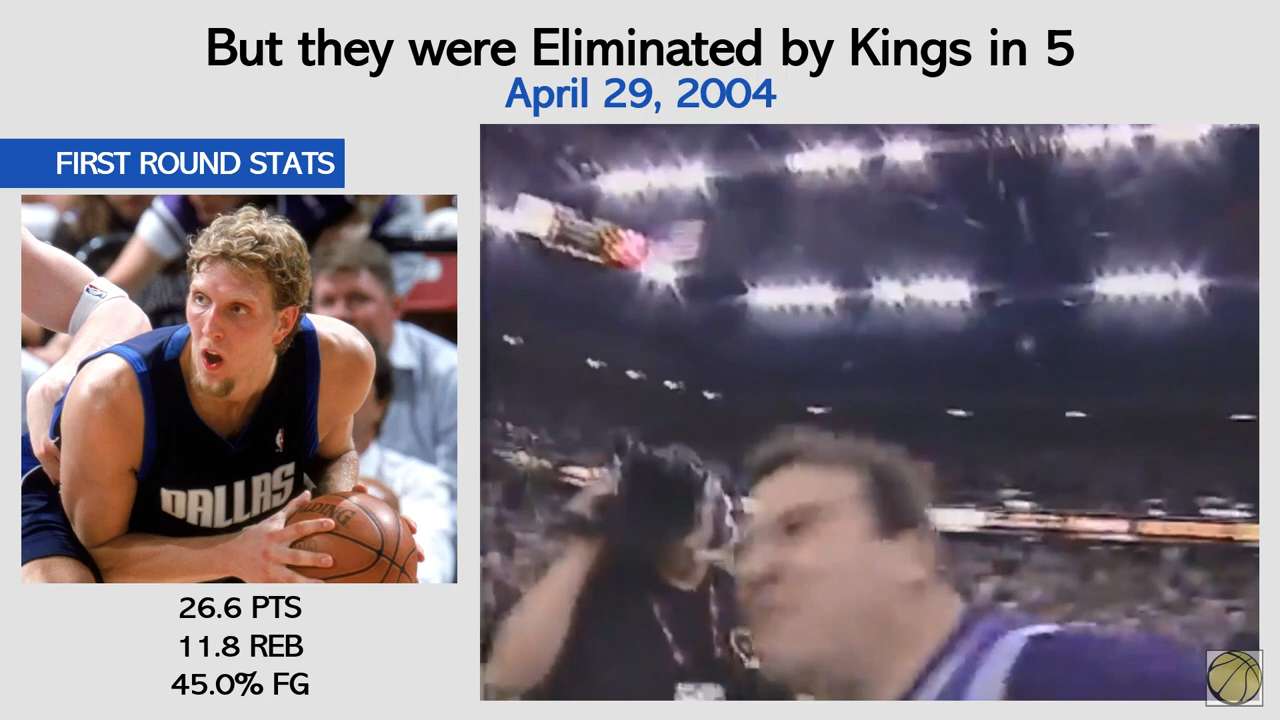 But they were Eliminated by Kings in 5
April 29, 2004
FIRST ROUND STATS
DALLAS
26.6 PTS
11.8 REB
45.0% FG